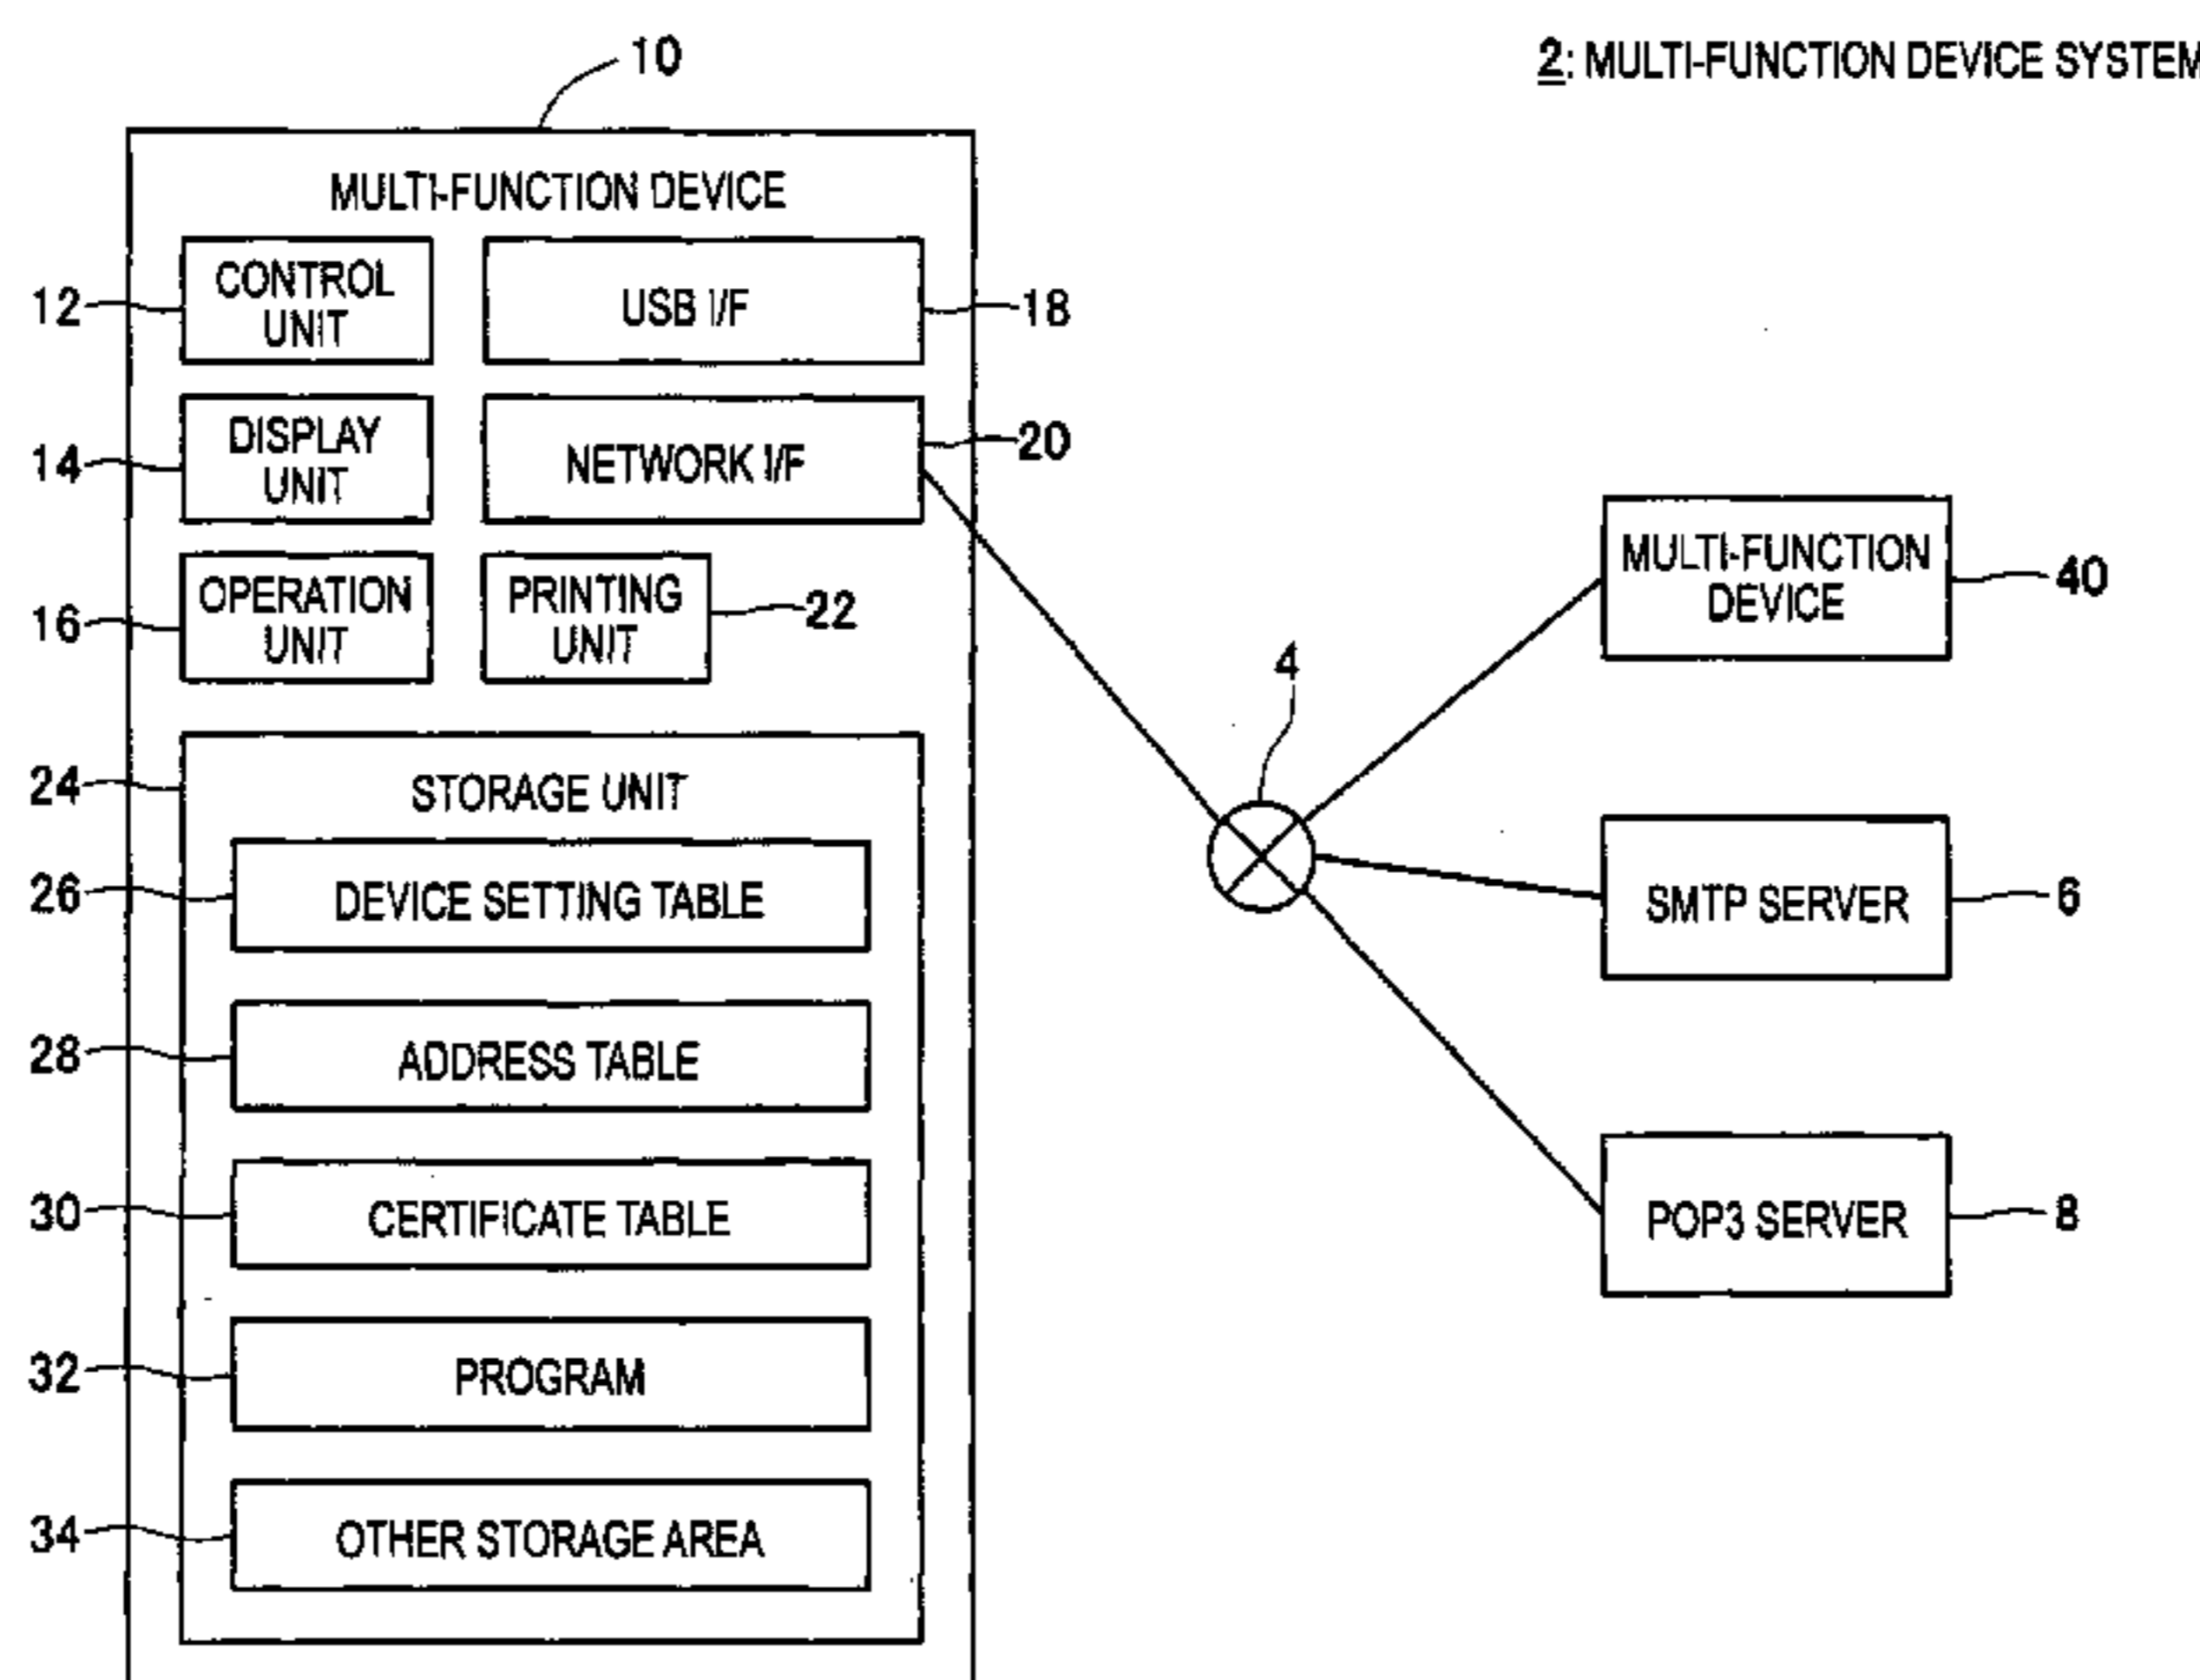 10
2: MULTI-FUNCTION DEVICE SYSTEM
MULTI-FUNCTION DEVICE
12
CONTROL
UNIT
USB I/F
18
14
DISPLAY
UNIT
NETWORK I/F
20
16
OPERATION
UNIT
PRINTING
UNIT
22
MULTI-FUNCTION
DEVICE
40
4
24
STORAGE UNIT
26
DEVICE SETTING TABLE
SMTP SERVER
6
28
ADDRESS TABLE
30
CERTIFICATE TABLE
POP3 SERVER
8
32
PROGRAM
34
OTHER STORAGE AREA